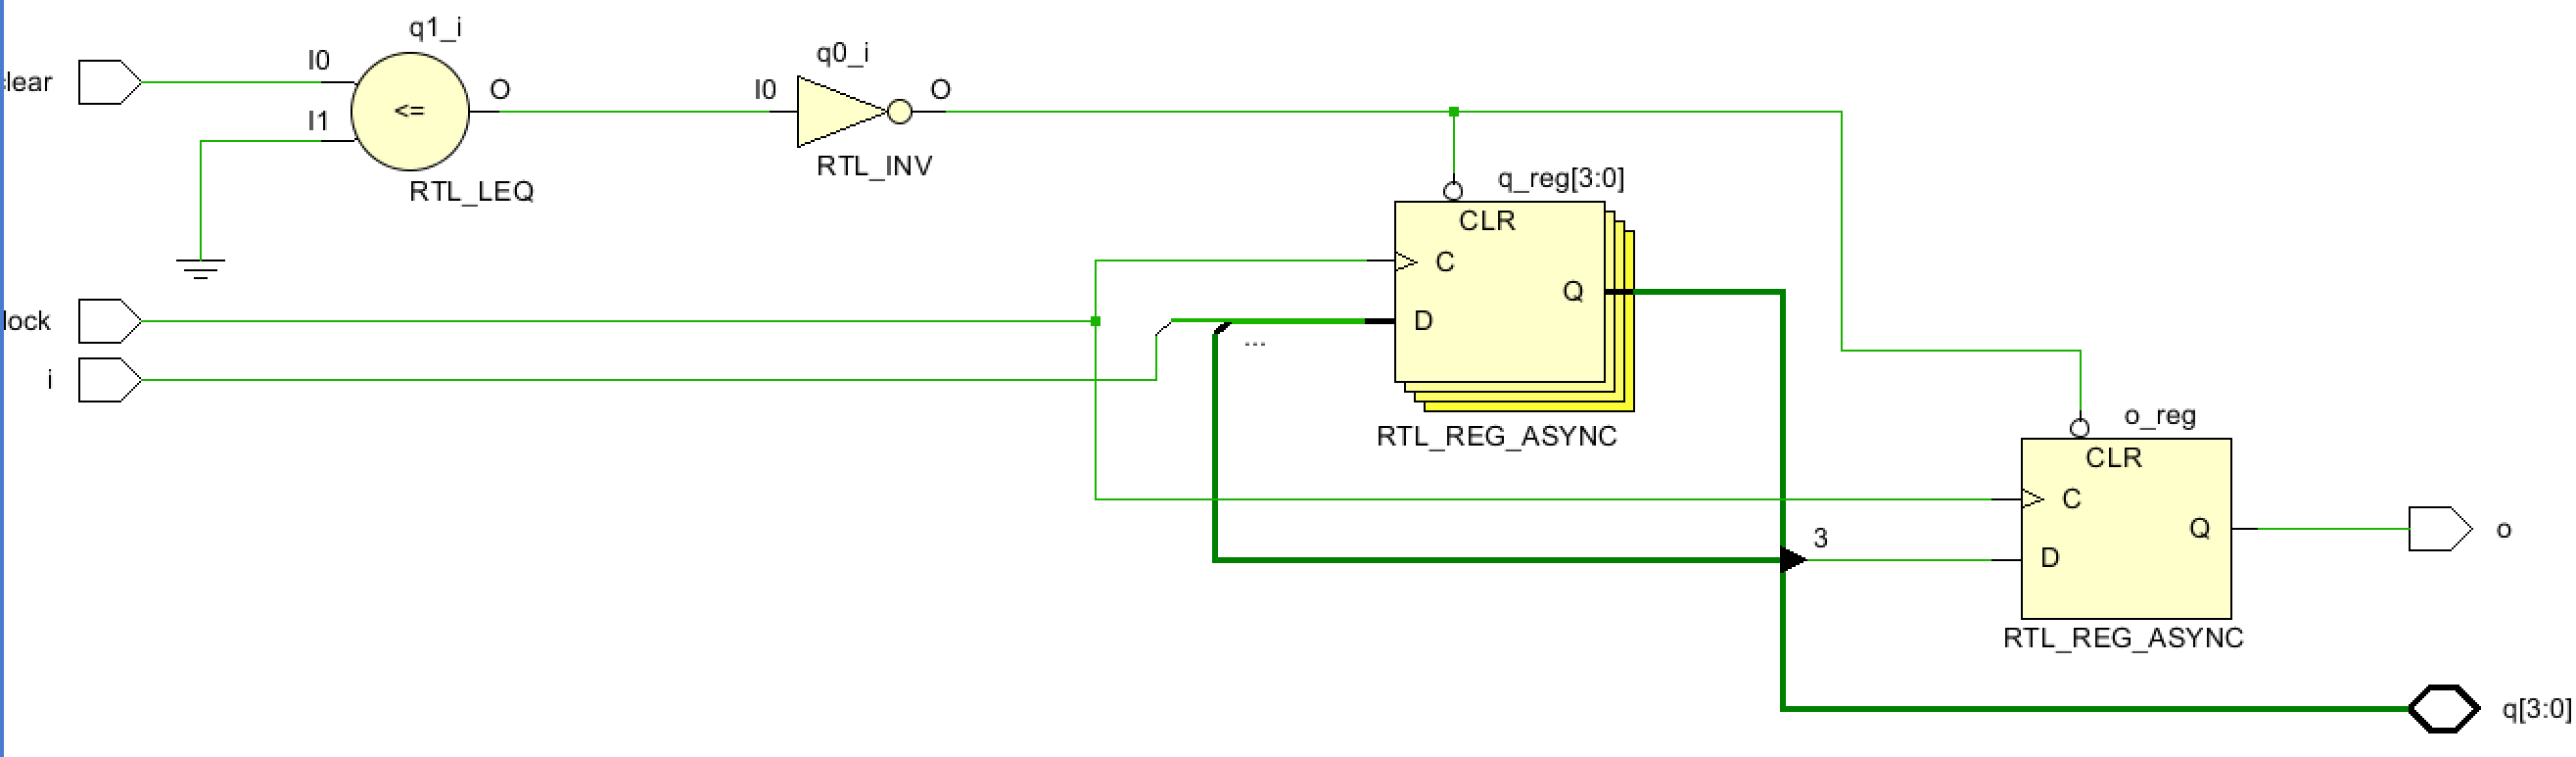 q1_i
lear
I0
I1
<=
O
RTL_LEQ
q0_i
I0
O
RTL_INV
lock
i
q_reg[3:0]
CLR
C
D
Q
...
RTL_REG_ASYNC
o_reg
CLR
C
D
Q
3
RTL_REG_ASYNC
o
q[3:0]